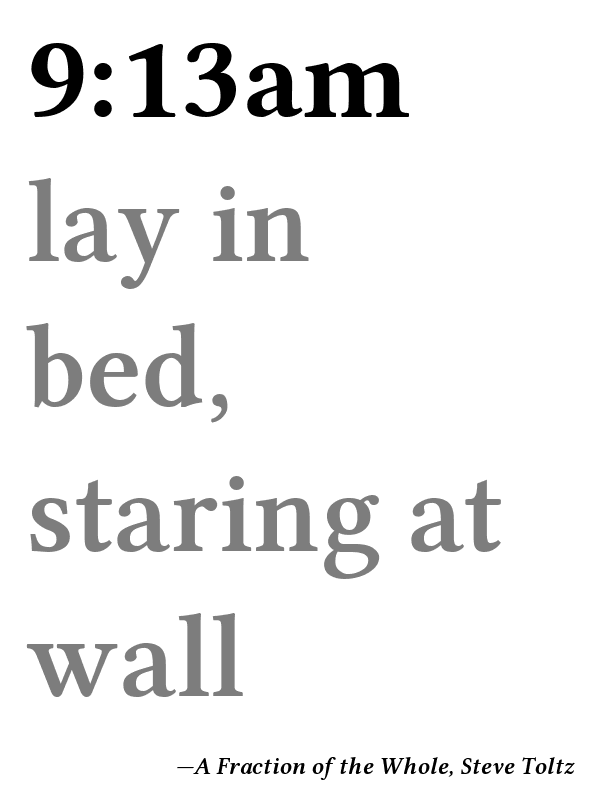 9:13am
lay in
bed,
staring at
wall
—A Fraction of the Whole, Steve Toltz